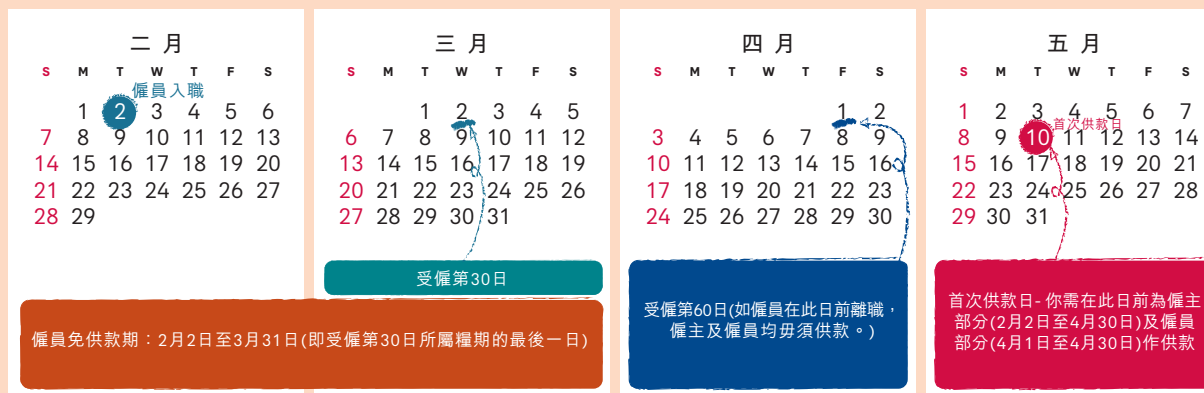 二月
S M T W T F S
僱員入職
1 2 3 4 5 6
7 8 9 10 11 12 13
14 15 16 17 18 19 20
21 22 23 24 25 26 27
28 29
三月
S M T W T F S
1 2 3 4 5
6 7 8 9 10 11 12
13 14 15 16 17 18 19
20 21 22 23 24 25 26
27 28 29 30 31
受僱第30日
僱員免供款期：2月2日至3月31日(即受僱第30日所屬糧期的最後一日)
四月
S M T W T F S
1 2
3 4 5 6 7 8 9
10 11 12 13 14 15 16
17 18 19 20 21 22 23
24 25 26 27 28 29 30
受僱第60日(如僱員在此日前離職，
僱主及僱員均毋須供款。)
五月
S M T W T F S
1 2 3 4 5 6 7
首次供款日
8 9 10 11 12 13 14
15 16 17 18 19 20 21
22 23 24 25 26 27 28
29 30 31
首次供款日- 你需在此日前為僱主
部分(2月2日至4月30日)及僱員
部分(4月1日至4月30日)作供款